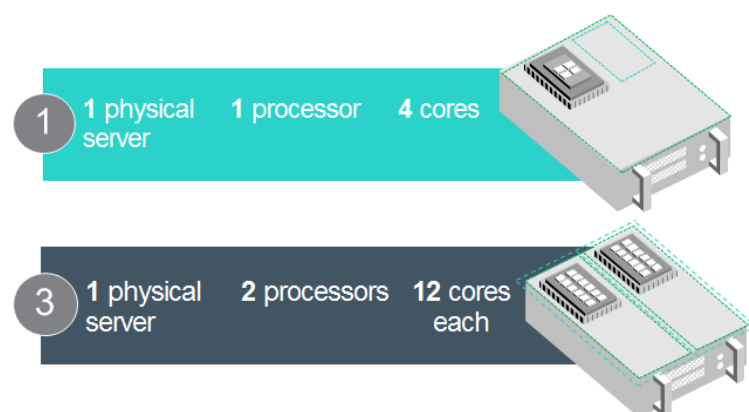 1
1 physical 1 processor 4 cores
server
3
1 physical 2 processors 12 cores
server each